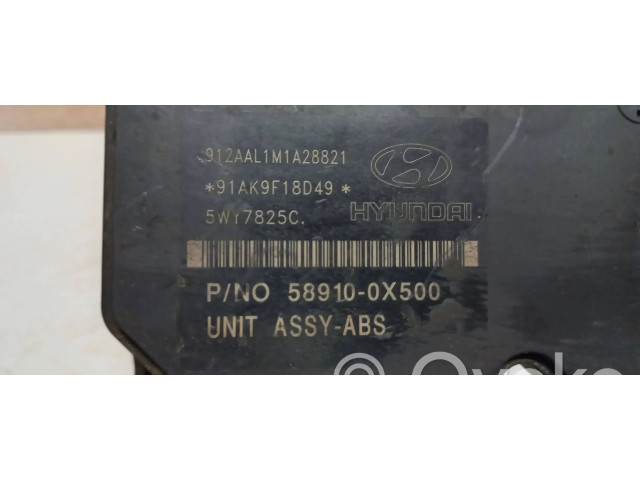 912AAL1M1A28821
*91AK9F18D49*
5WY7825C.
HYUNDAI
P/NO 58910-0X500
UNIT ASSY-ABS